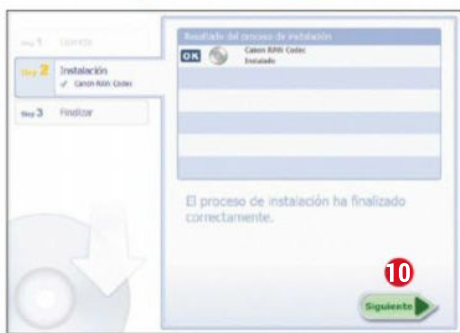 Step 1 Licencia
Step 2 Instalación
✓ Canon RAW Codec
Step 3 Finalizar
Resultado del proceso de instalación
OK Canon RAW Codec
Instalado
El proceso de instalación ha finalizado
correctamente.
10
Siguiente